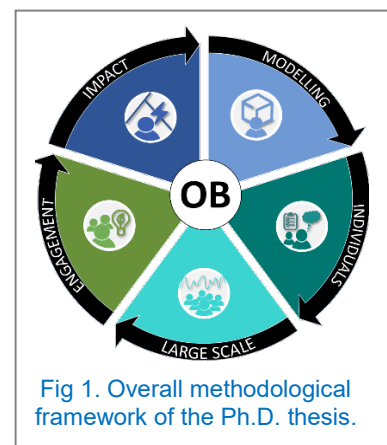 IMPACT
MODELLING
INDIVIDUALS
LARGE SCALE
ENGAGEMENT
OB
Fig 1. Overall methodological
framework of the Ph.D. thesis.